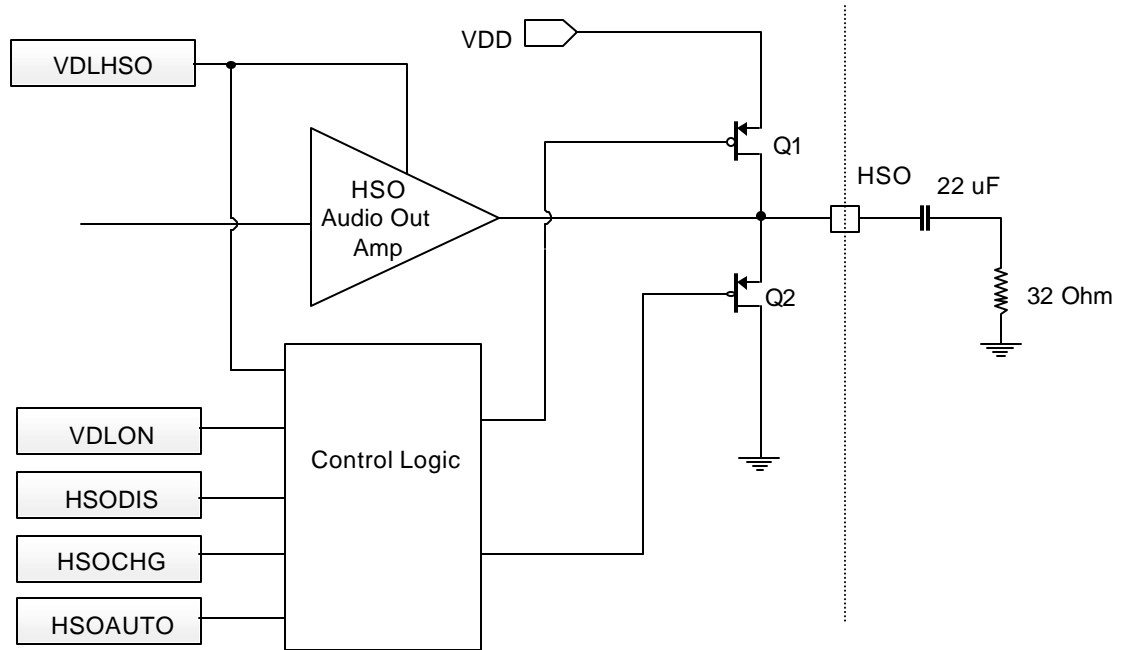 VDD
VDLHSO
Q1
HSO
22 uF
HSO
Audio Out
Amp
Q2
32 Ohm
VDLON
Control Logic
HSODIS
HSOCHG
HSOAUTO